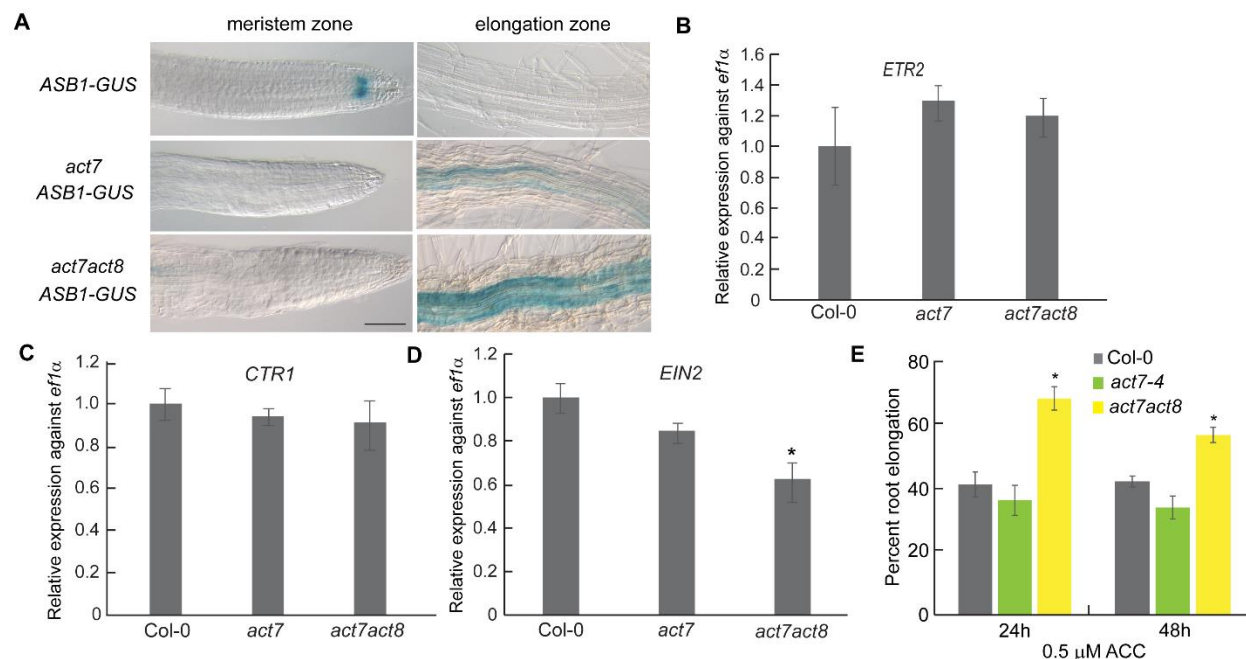 A
meristem zone
elongation zone
ASB1-GUS
act7
ASB1-GUS
act7act8
ASB1-GUS
B
Relative expression against ef1α
1.6
1.4
1.2
1.0
1.2
1.4
0.4
0.2
0
ETR2
Col-0
act7
act7act8
C
Relative expression against ef1α
1.2
1.0
0.8
0.6
0.4
0.2
0
CTR1
Col-0
act7
act7act8
D
Relative expression against ef1α
1.2
1.0
0.8
0.6
0.4
0.2
0
EIN2
*
Col-0
act7
act7act8
E
Percent root elongation
80
60
40
20
0
Col-0
act7-4
act7act8
*
*
24h
48h
0.5 µM ACC